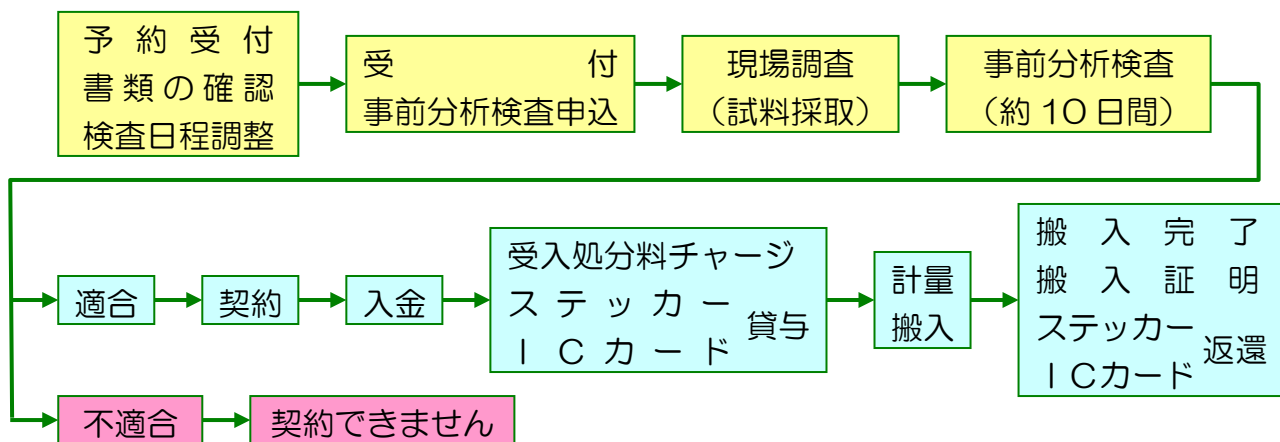 予約受付
書類の確認
検査日程調整
受付
事前分析検査申込
現場調査
（試料採取）
事前分析検査
（約10日間）
適合
契約
入金
受入処分料チャージ
ステッカー
ICカード
貸与
計量
搬入
搬入完了
搬入証明
ステッカー
ICカード
返還
不適合
契約できません